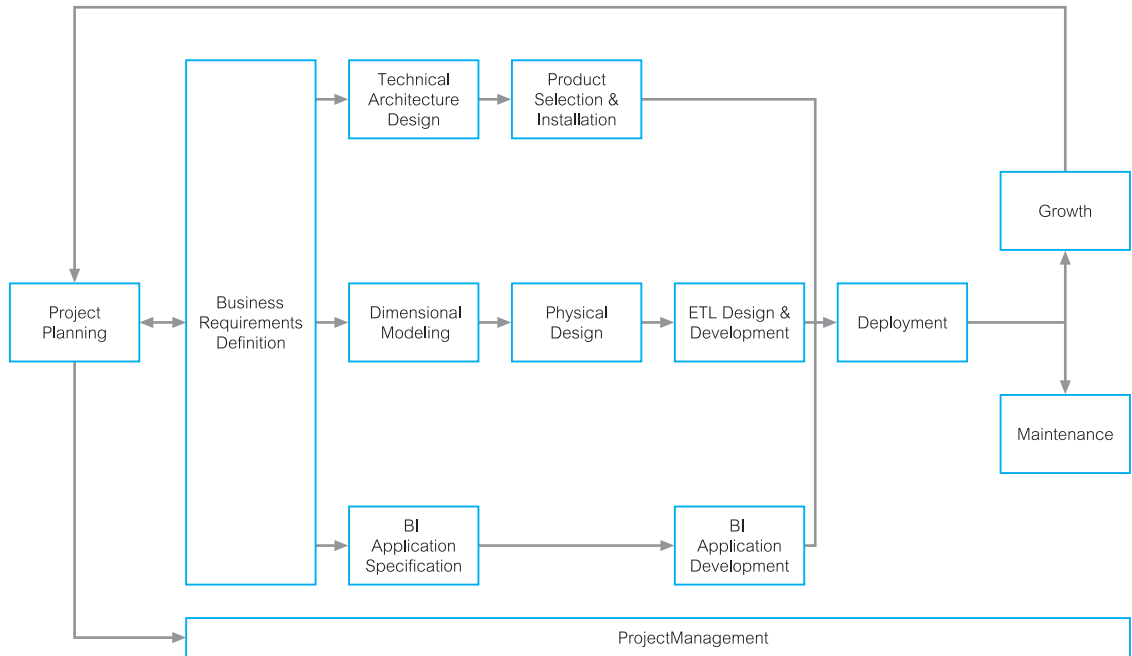 Technical
Architecture
Design
Product
Selection &
Installation
Growth
Project
Planning
Business
Requirements
Definition
Dimensional
Modeling
Physical
Design
ETL Design &
Development
Deployment
Maintenance
BI
Application
Specification
BI
Application
Development
ProjectManagement